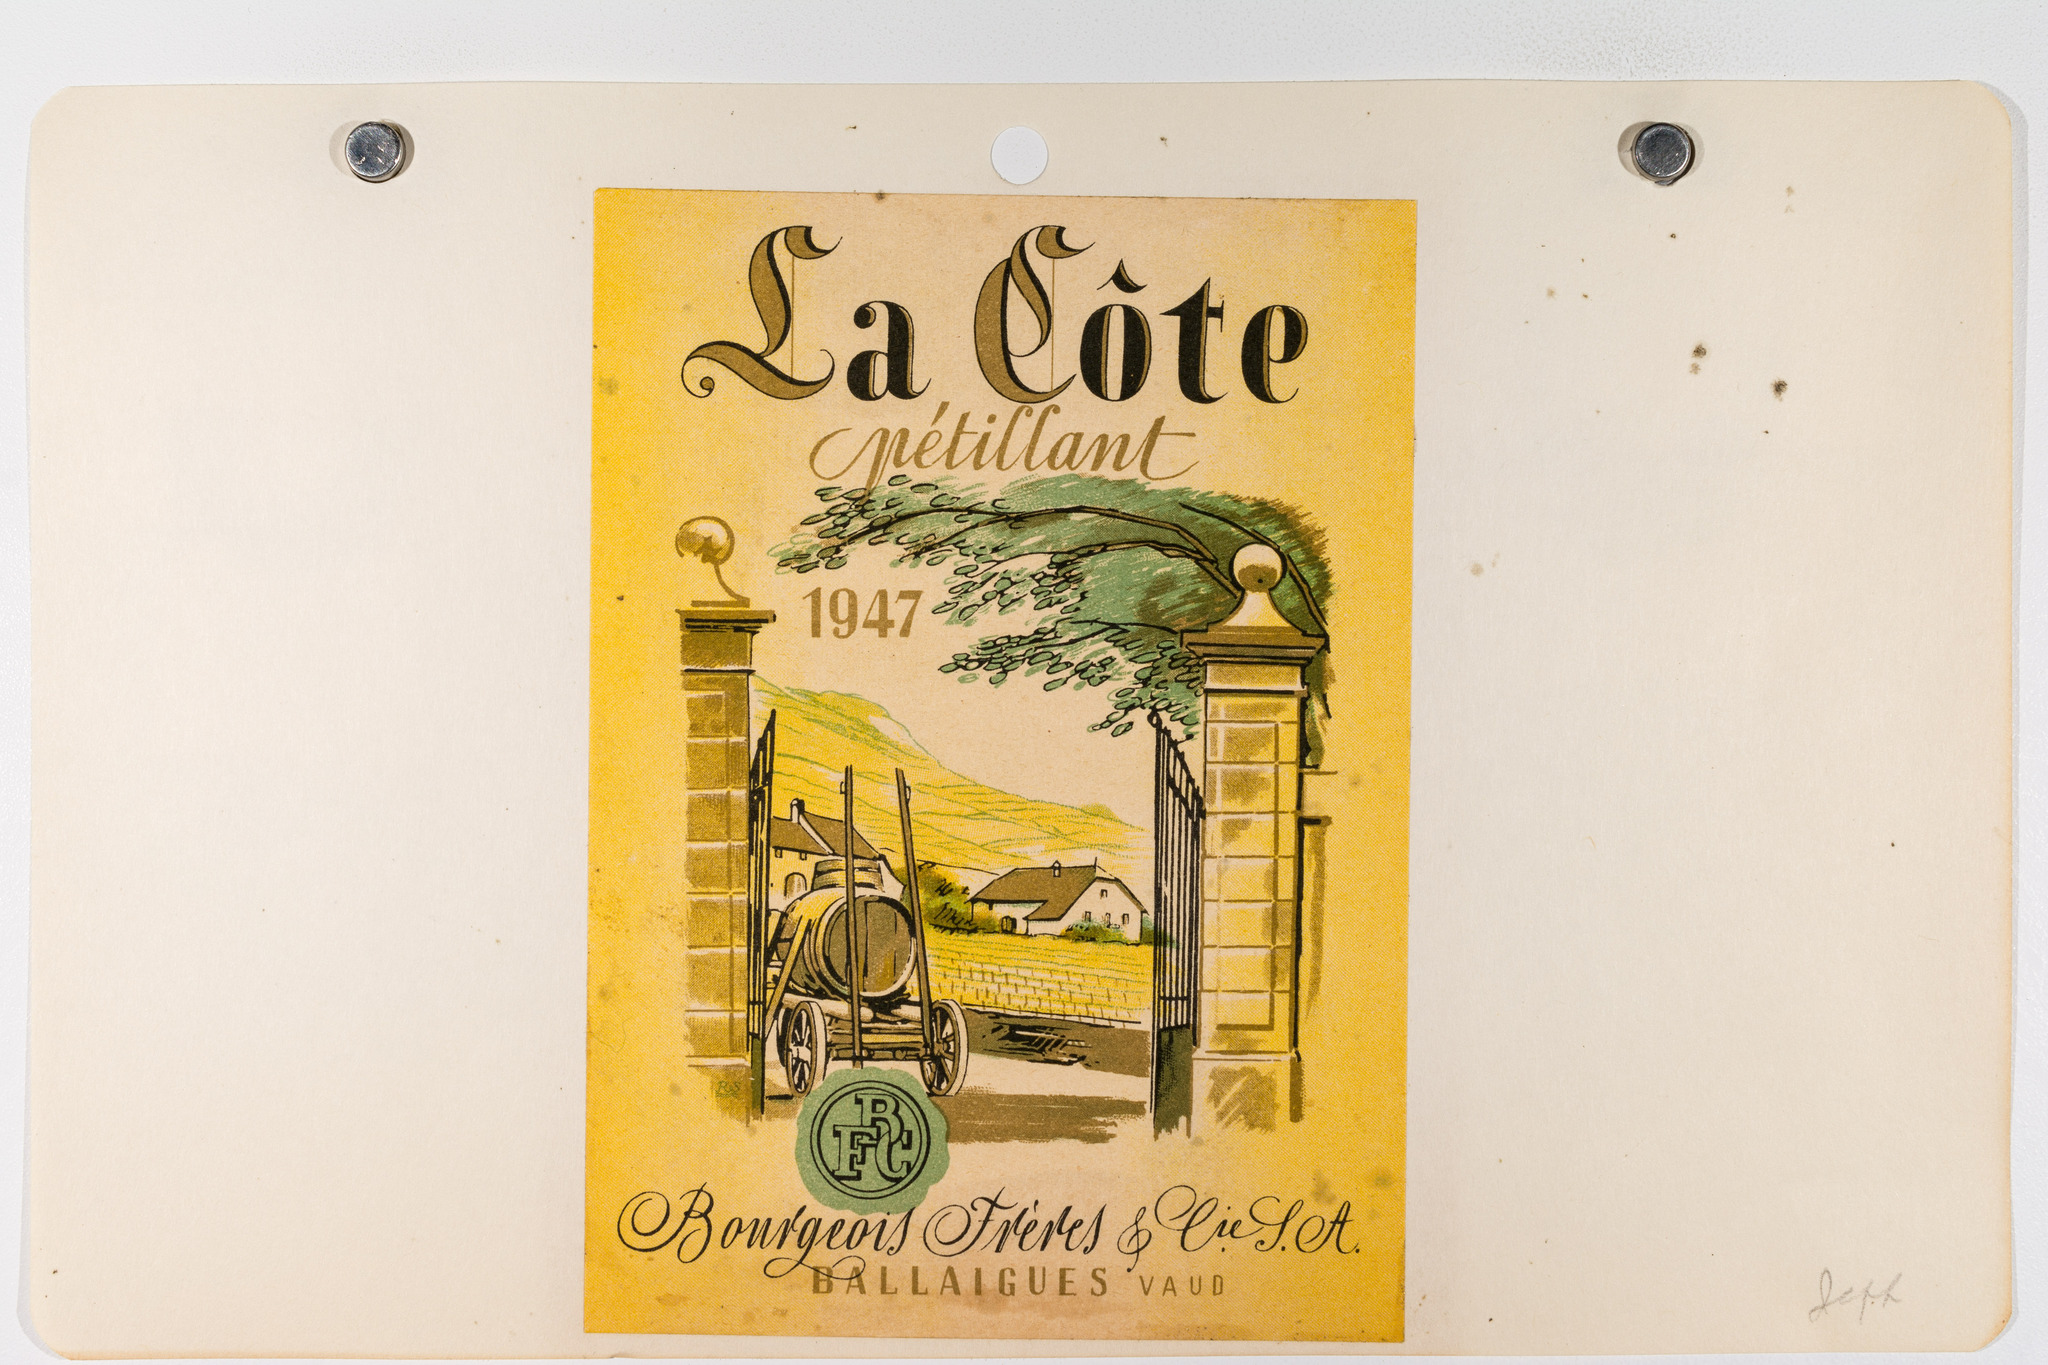 La Côte
pétillant
1947
BFC
Bourgeois Frères & Cie S. A.
BALLAIGUES VAUD